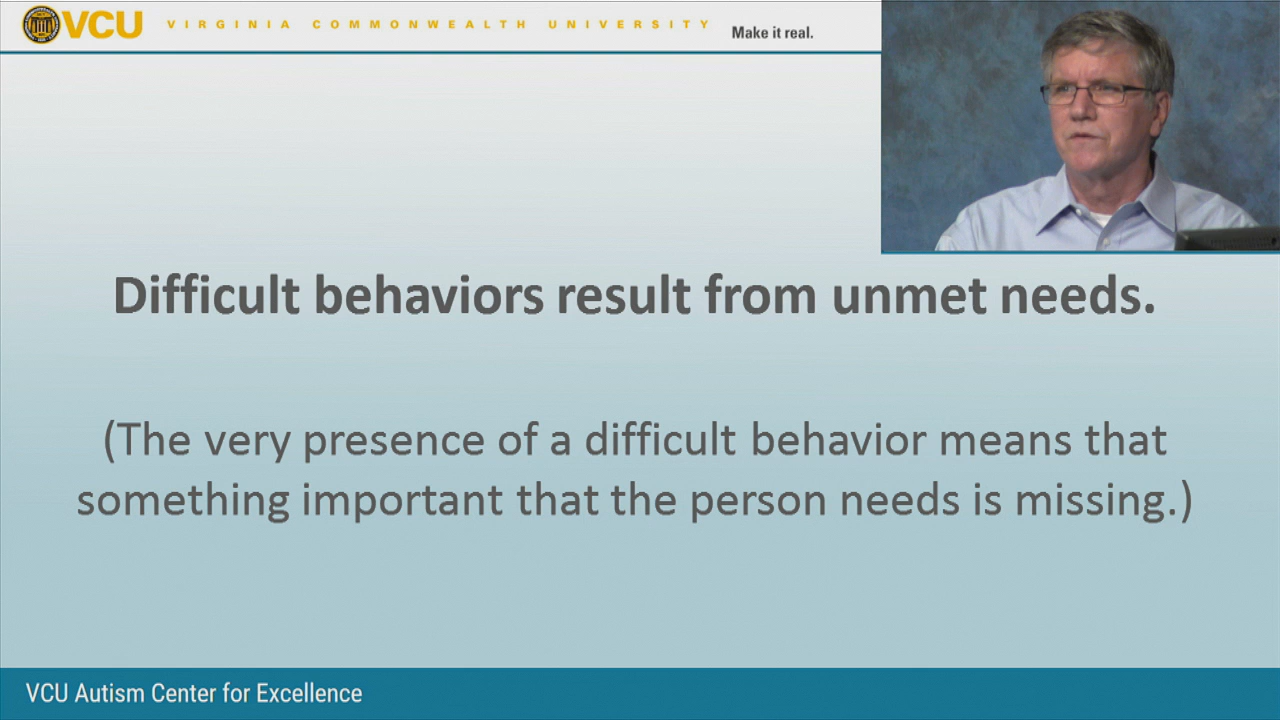 VCU VIRGINIA COMMONWEALTH UNIVERSITY Make it real.
Difficult behaviors result from unmet needs.
(The very presence of a difficult behavior means that
something important that the person needs is missing.)
VCU Autism Center for Excellence